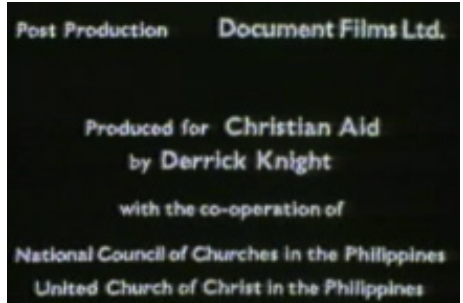 Post Production Document Films Ltd.
Produced for Christian Aid
by Derrick Knight
with the co-operation of
National Council of Churches in the Philippines
United Church of Christ in the Philippines